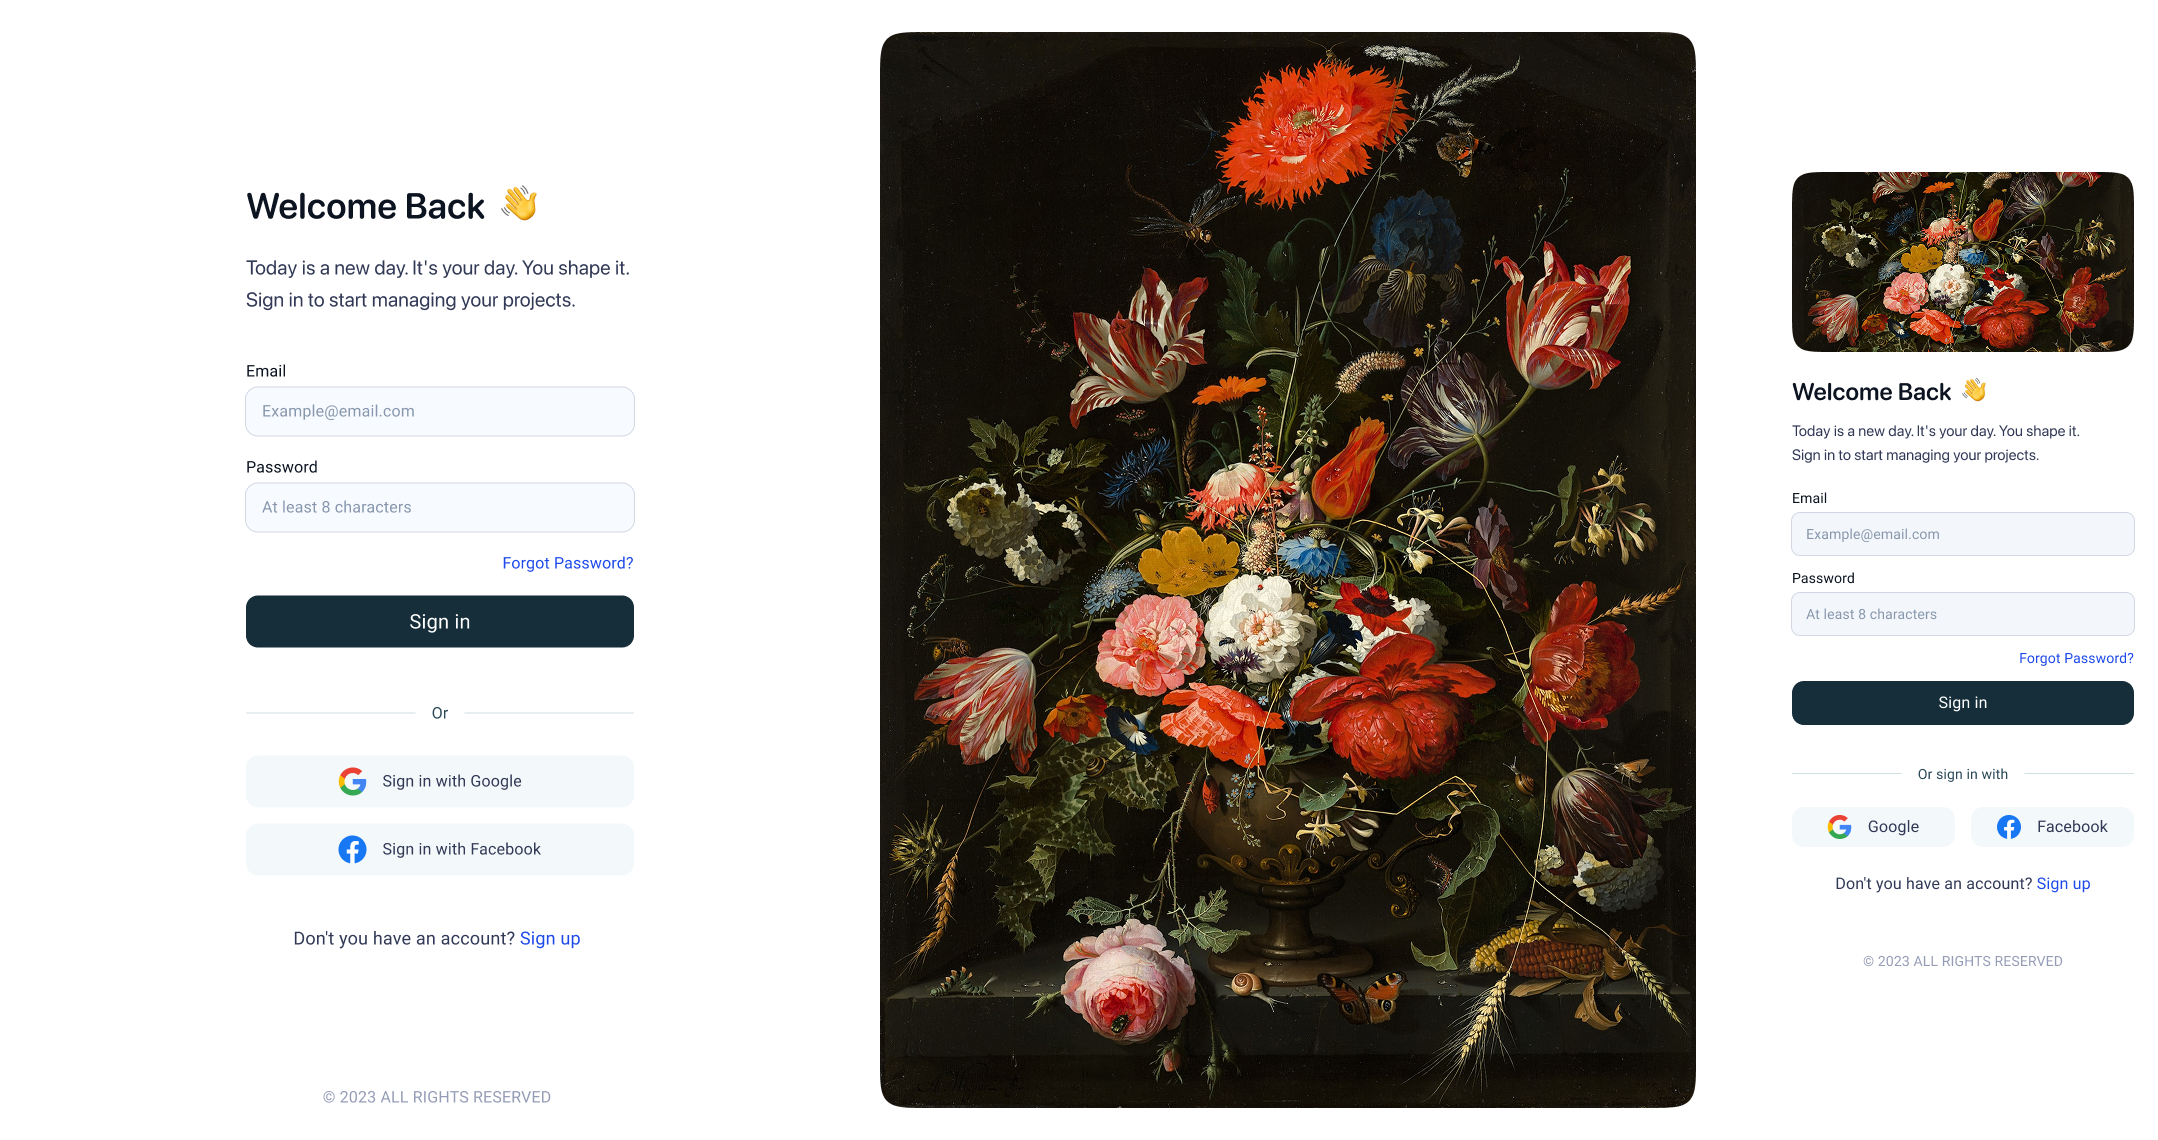 Welcome Back 👋
Today is a new day. It's your day. You shape it.
Sign in to start managing your projects.
Email
Example@email.com
Password
At least 8 characters
Forgot Password?
Sign in
Or
Sign in with Google
Sign in with Facebook
Don't you have an account? Sign up
© 2023 ALL RIGHTS RESERVED
Welcome Back 👋
Today is a new day. It's your day. You shape it.
Sign in to start managing your projects.
Email
Example@email.com
Password
At least 8 characters
Forgot Password?
Sign in
Or sign in with
Google
Facebook
Don't you have an account? Sign up
© 2023 ALL RIGHTS RESERVED